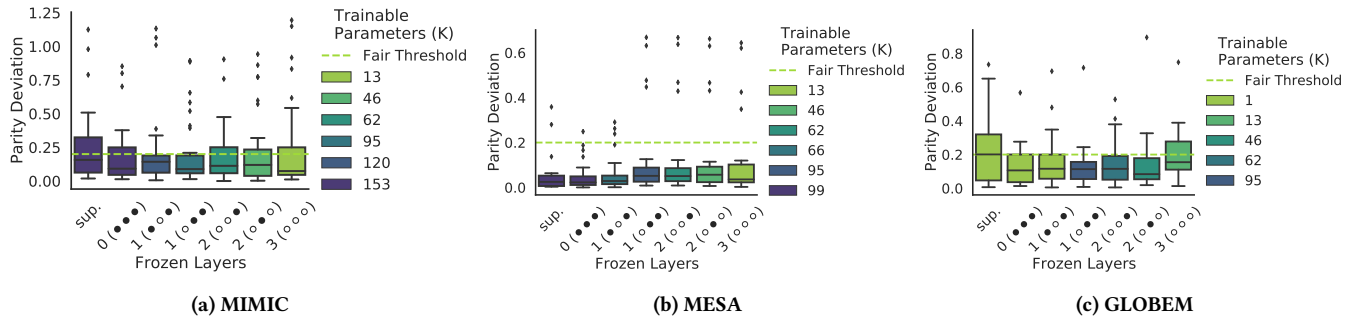 Parity Deviation
1.25
1.00
0.75
0.50
0.25
0.00
sup.
0 (●●●)
1 (●○●)
1 (○●●)
2 (○○●)
2 (○●○)
3 (○○○)
Frozen Layers
Trainable
Parameters (K)
Fair Threshold
13
46
62
95
120
153
(a) MIMIC
Parity Deviation
0.6
0.4
0.2
0.0
sup.
0 (●●●)
1 (●○●)
1 (○●●)
2 (○○●)
2 (○●○)
3 (○○○)
Frozen Layers
Trainable
Parameters (K)
Fair Threshold
13
46
62
66
95
99
(b) MESA
Parity Deviation
0.8
0.6
0.4
0.2
0.0
sup.
0 (●●●)
1 (●○●)
1 (○●●)
2 (○○●)
2 (○●○)
3 (○○○)
Frozen Layers
Trainable
Parameters (K)
Fair Threshold
1
13
46
62
95
(c) GLOBEM